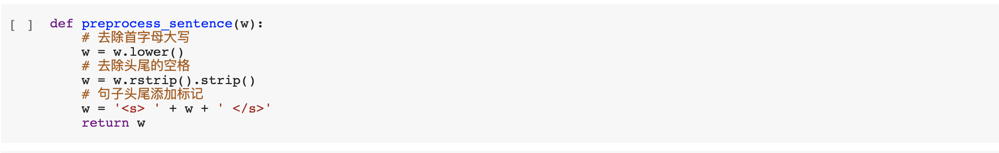 [ ] def preprocess_sentence(w):
# 去除首字母大写
w = w.lower()
# 去除头尾的空格
w = w.rstrip().strip()
# 句子头尾添加标记
w = '<s> ' + w + ' </s>'
return w